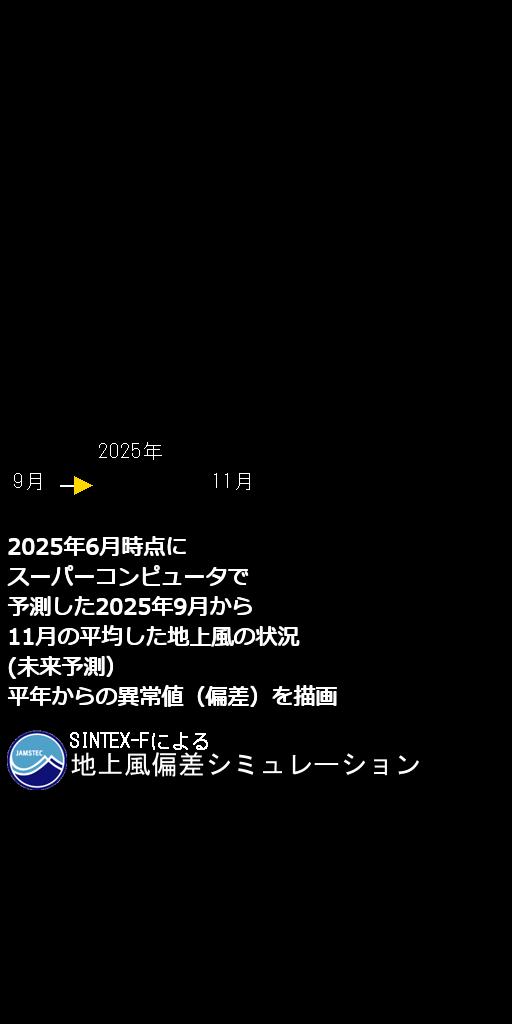 2025年
9月
11月
2025年6月時点に
スーパーコンピュータで
予測した2025年9月から
11月の平均した地上風の状況
(未来予測）
平年からの異常値（偏差）を描画
JAMSTEC
SINTEX-Fによる
地上風偏差シミュレーション